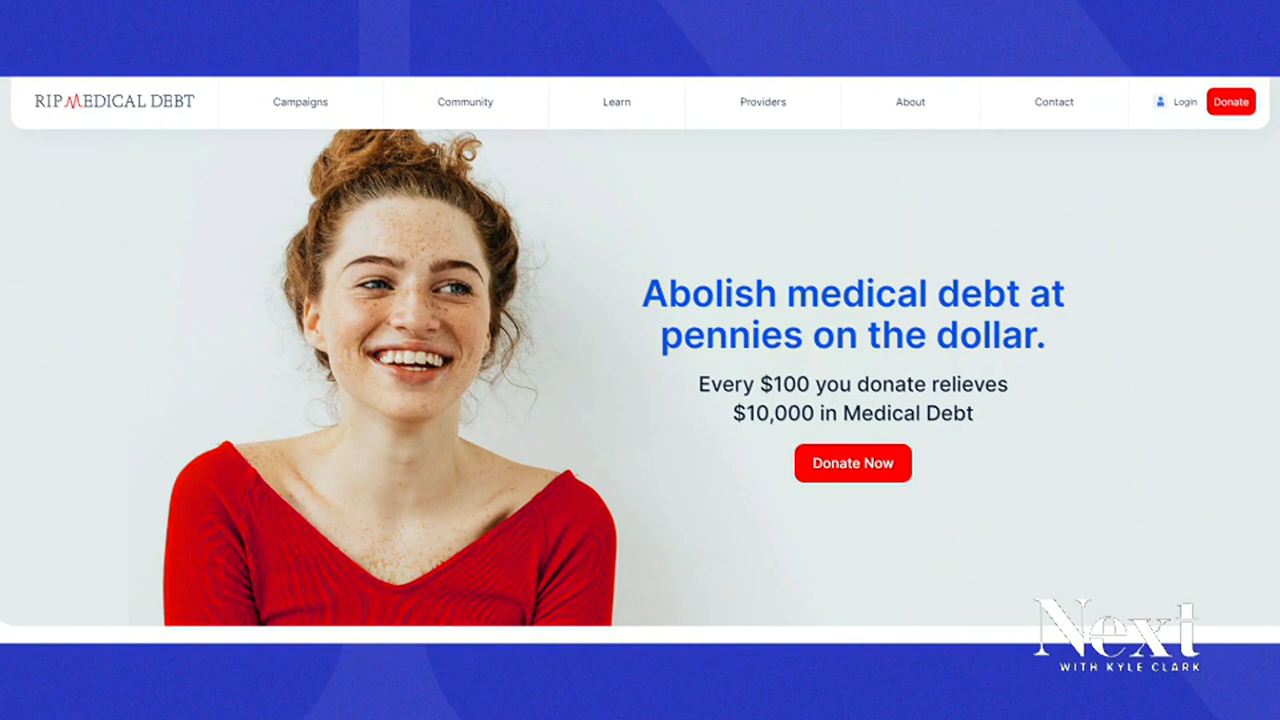 RIP MEDICAL DEBT
Campaigns
Community
Learn
Providers
About
Contact
Login
Donate
Abolish medical debt at
pennies on the dollar.
Every $100 you donate relieves
$10,000 in Medical Debt
Donate Now
Next
WITH KYLE CLARK